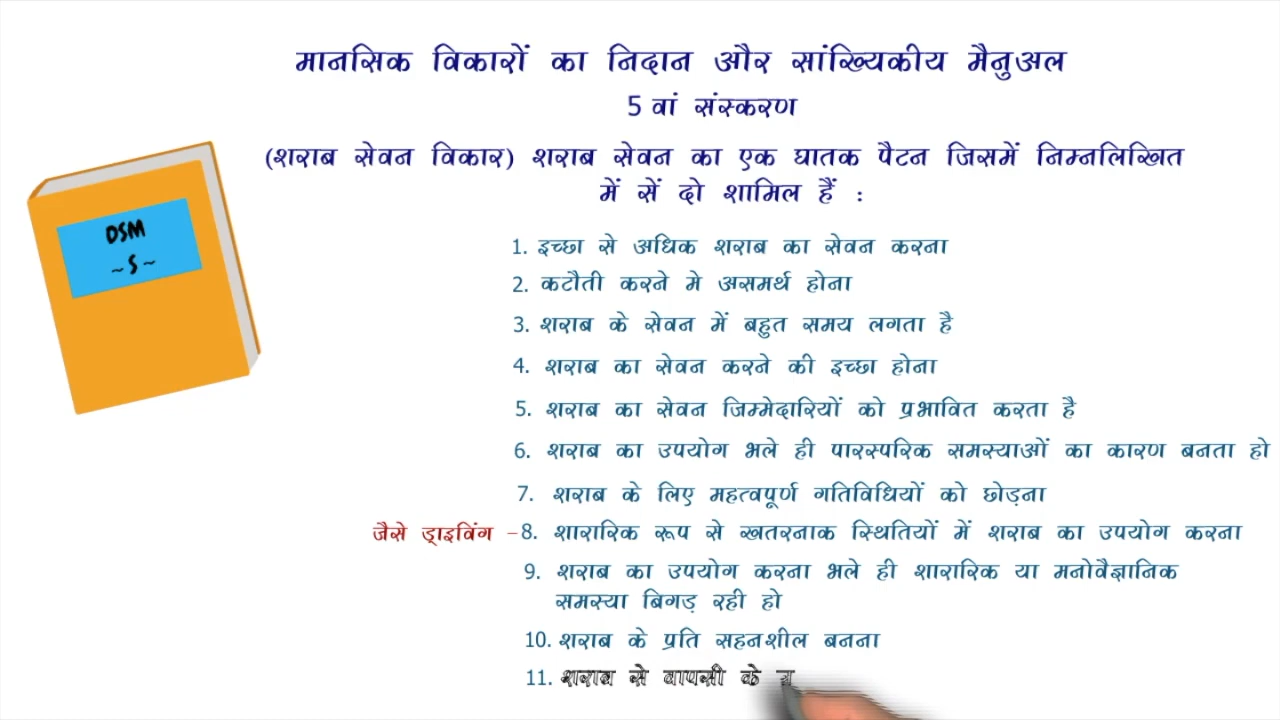 मानसिक विकारों का निदान और सांख्यिकीय मैनुअल
5 वां संस्करण
(शराब सेवन विकार) शराब सेवन का एक घातक पैटन जिसमें निम्नलिखित
में सें दो शामिल हैं :
DSM
~ 5 ~
1. इच्छा से अधिक शराब का सेवन करना
2. कटौती करने मे असमर्थ होना
3. शराब के सेवन में बहुत समय लगता है
4. शराब का सेवन करने की इच्छा होना
5. शराब का सेवन जिम्मेदारियों को प्रभावित करता है
6. शराब का उपयोग भले ही पारस्परिक समस्याओं का कारण बनता हो
7. शराब के लिए महत्वपूर्ण गतिविधियों को छोड़ना
जैसे ड्राइविंग - 8. शारारिक रूप से खतरनाक स्थितियों में शराब का उपयोग करना
9. शराब का उपयोग करना भले ही शारारिक या मनोवैज्ञानिक
समस्या बिगड़ रही हो
10. शराब के प्रति सहनशील बनना
11. शराब से वापसी के